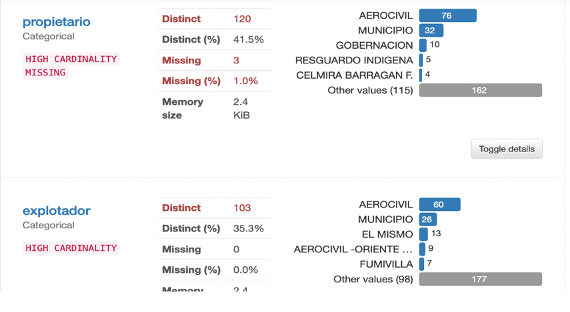 propietario
Categorical
HIGH CARDINALITY
MISSING
Distinct 120
Distinct (%) 41.5%
Missing 3
Missing (%) 1.0%
Memory size 2.4 KiB
AEROCIVIL 76
MUNICIPIO 32
GOBERNACION 10
RESGUARDO INDIGENA 5
CELMIRA BARRAGAN F. 4
Other values (115) 162
Toggle details
explotador
Categorical
HIGH CARDINALITY
Distinct 103
Distinct (%) 35.3%
Missing 0
Missing (%) 0.0%
Memory 2.4
AEROCIVIL 60
MUNICIPIO 26
EL MISMO 13
AEROCIVIL -ORIENTE ... 9
FUMIVILLA 7
Other values (98) 177